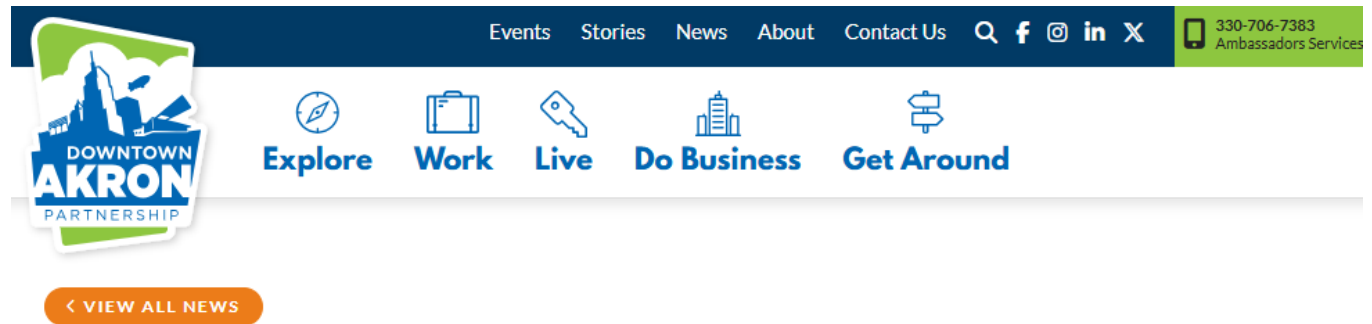 Events Stories News About Contact Us
330-706-7383
Ambassadors Services
DOWNTOWN
AKRON
PARTNERSHIP
Explore Work Live Do Business Get Around
< VIEW ALL NEWS